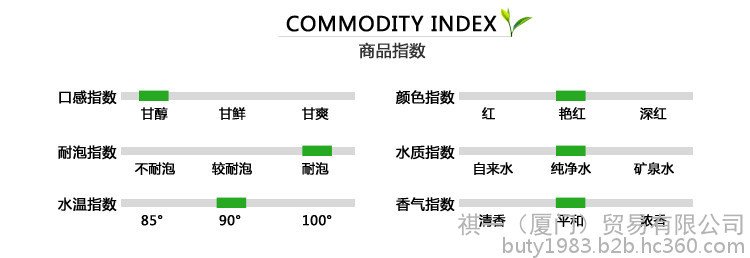 COMMODITY INDEX
商品指数
口感指数
甘醇 甘鲜 甘爽
颜色指数
红 艳红 深红
耐泡指数
不耐泡 较耐泡 耐泡
水质指数
自来水 纯净水 矿泉水
水温指数
85° 90° 100°
香气指数
清香 平和 浓香
祺一（厦门）贸易有限公司
buty1983.b2b.hc360.com